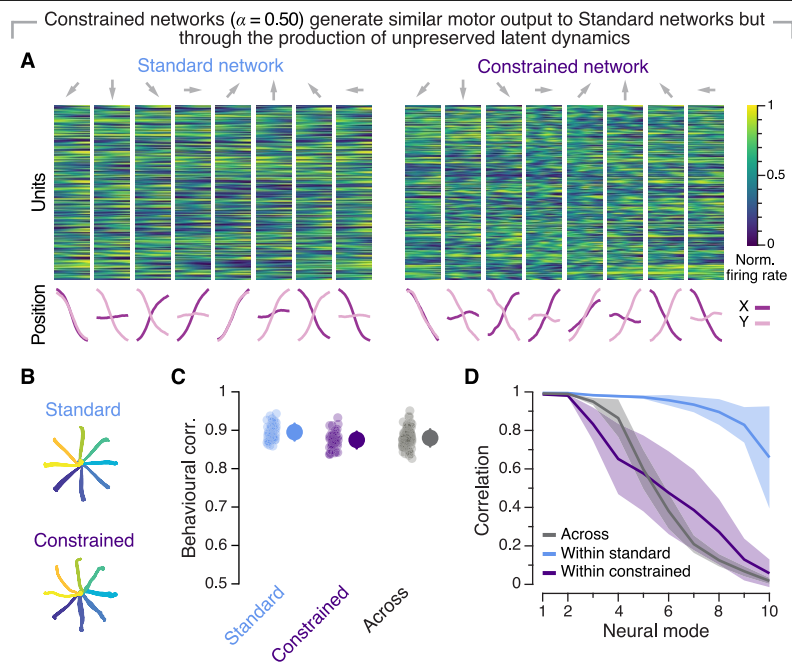 Constrained networks (α = 0.50) generate similar motor output to Standard networks but
through the production of unpreserved latent dynamics
A
Standard network
Constrained network
Units
1
0.5
0
Norm.
firing rate
Position
X
Y
B
Standard
Constrained
C
Behavioural corr.
1
0.9
0.8
0.7
0.6
0.5
Standard
Constrained
Across
D
Correlation
1
0.8
0.6
0.4
0.2
0
Across
Within standard
Within constrained
1 2 4 6 8 10
Neural mode